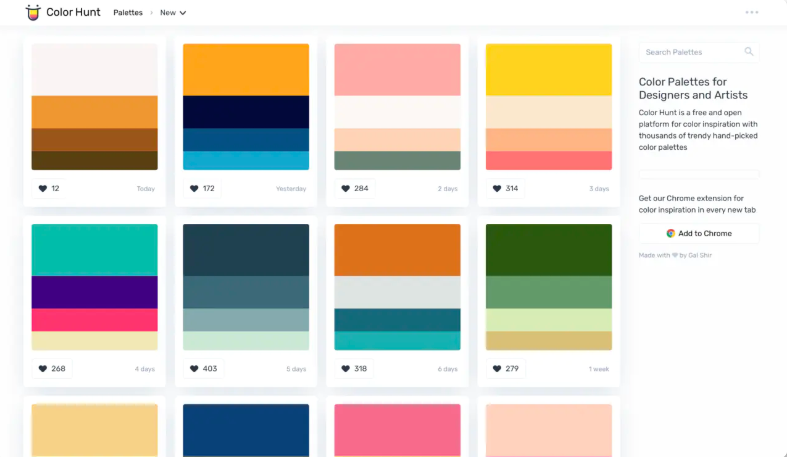 Color Hunt
Palettes › New
Search Palettes
Color Palettes for
Designers and Artists
Color Hunt is a free and open
platform for color inspiration with
thousands of trendy hand-picked
color palettes
Get our Chrome extension for
color inspiration in every new tab
Add to Chrome
Made with ♥ by Gal Shir
12 Today
172 Yesterday
284 2 days
314 3 days
268 4 days
403 5 days
318 6 days
279 1 week